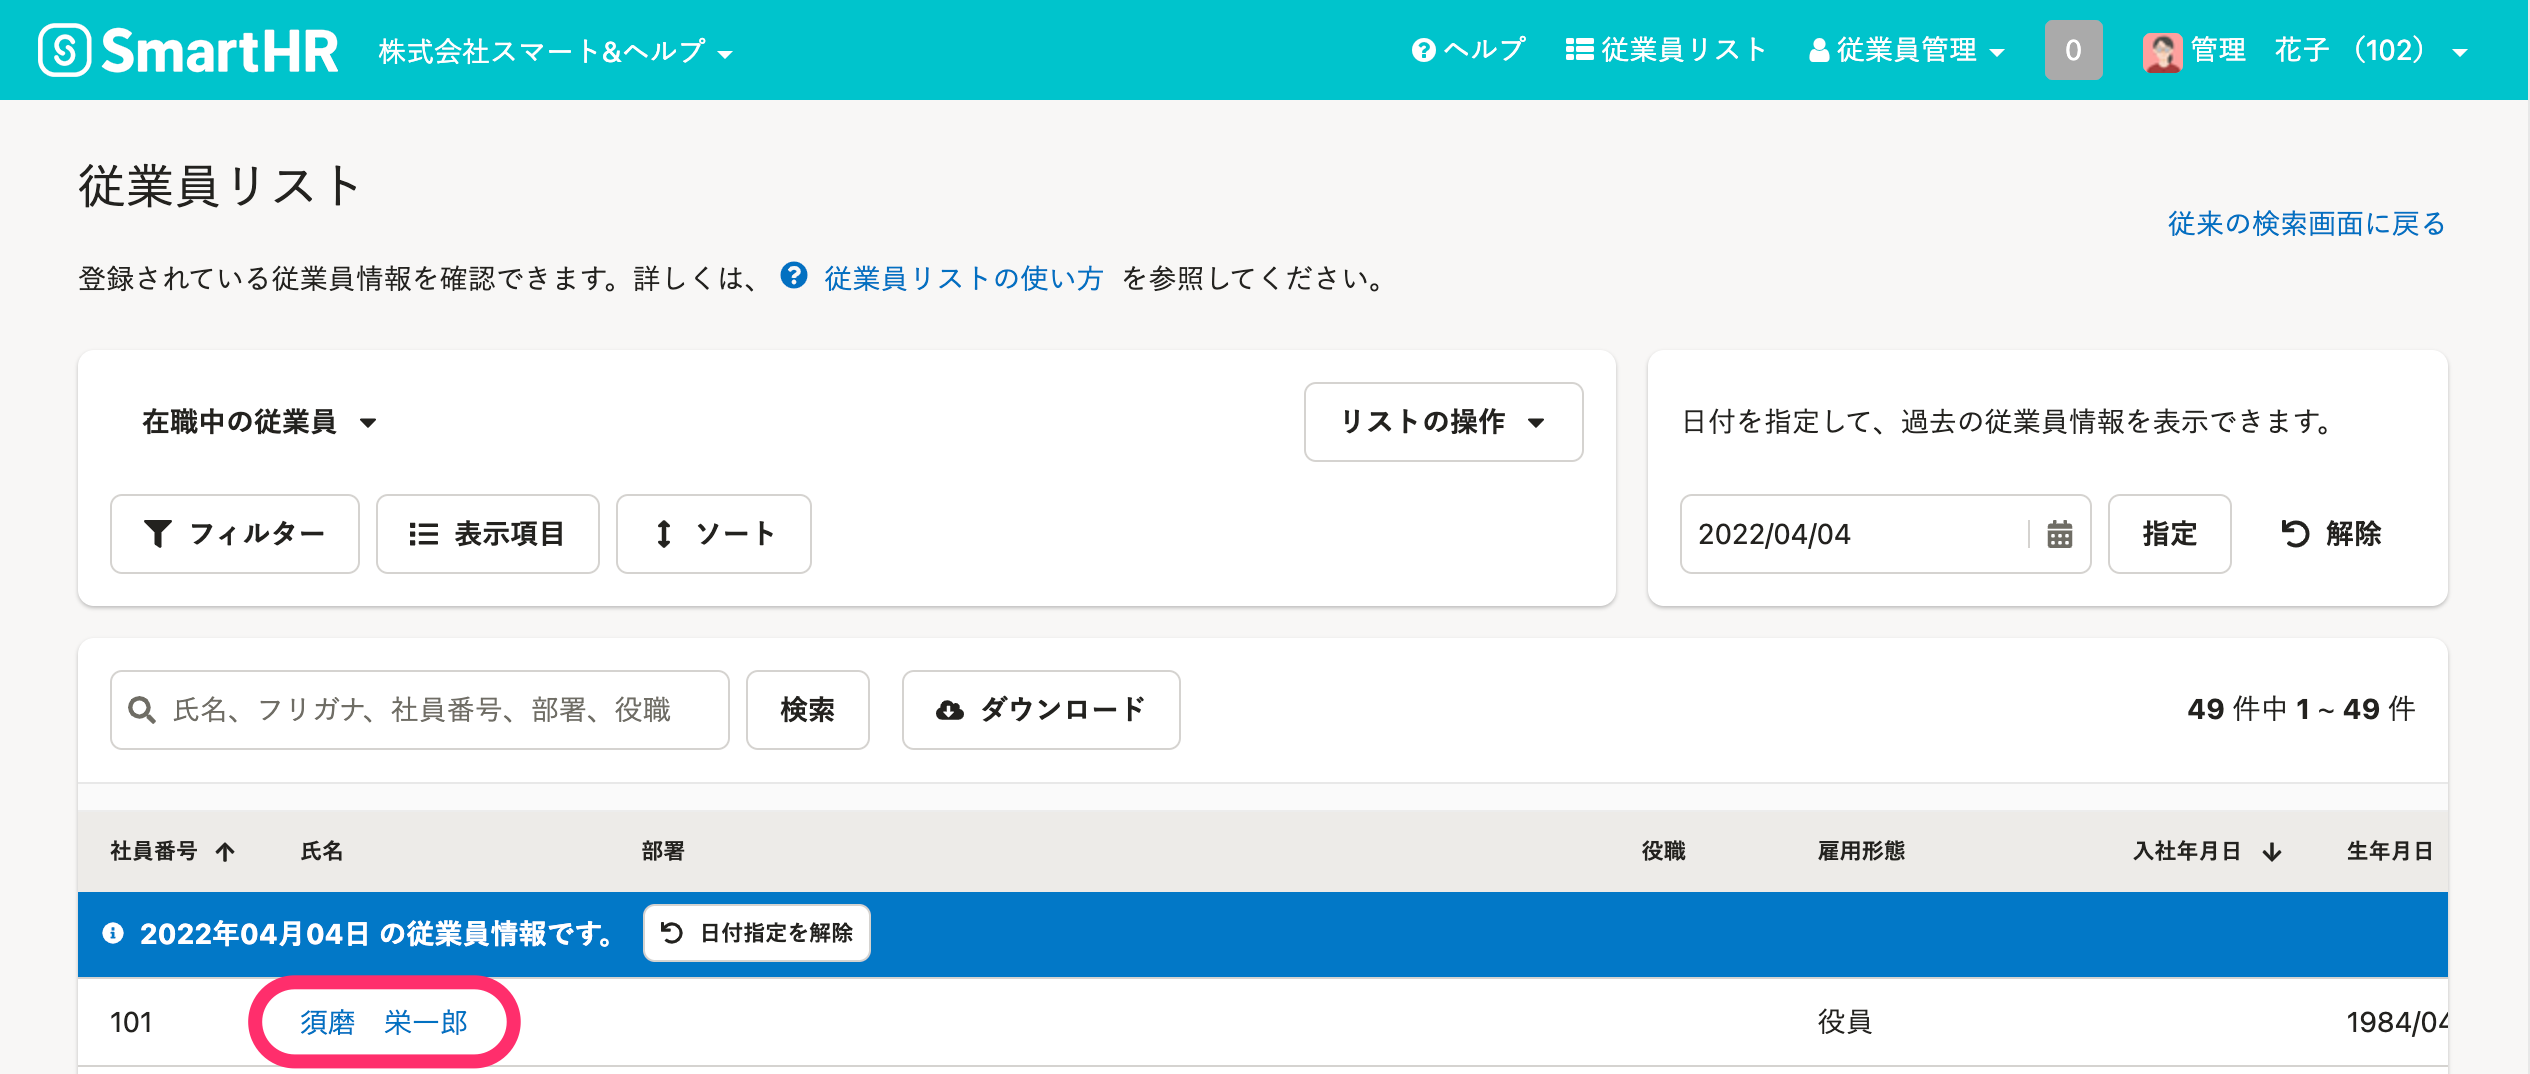 SmartHR 株式会社スマート&ヘルプ ヘルプ 従業員リスト 従業員管理 0 管理　花子　（102）
従業員リスト
従来の検索画面に戻る
登録されている従業員情報を確認できます。詳しくは、 従業員リストの使い方 を参照してください。
在職中の従業員 リストの操作
フィルター 表示項目 ソート
日付を指定して、過去の従業員情報を表示できます。
2022/04/04 指定 解除
氏名、フリガナ、社員番号、部署、役職 検索 ダウンロード 49 件中 1 ~ 49 件
社員番号 氏名 部署 役職 雇用形態 入社年月日 生年月日
2022年04月04日 の従業員情報です。 日付指定を解除
101 須磨　栄一郎 役員 1984/04